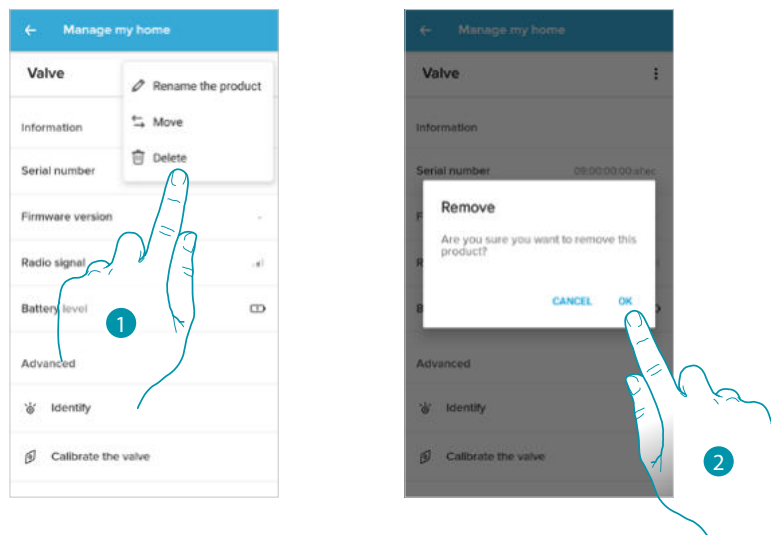 Manage my home
Valve
Rename the product
Move
Delete
Information
Serial number
Firmware version
Radio signal
Battery level
1
Advanced
Identify
Calibrate the valve
Manage my home
Valve
Information
Serial number
Remove
Are you sure you want to remove this
product?
CANCEL OK
Advanced
Identify
Calibrate the valve
2